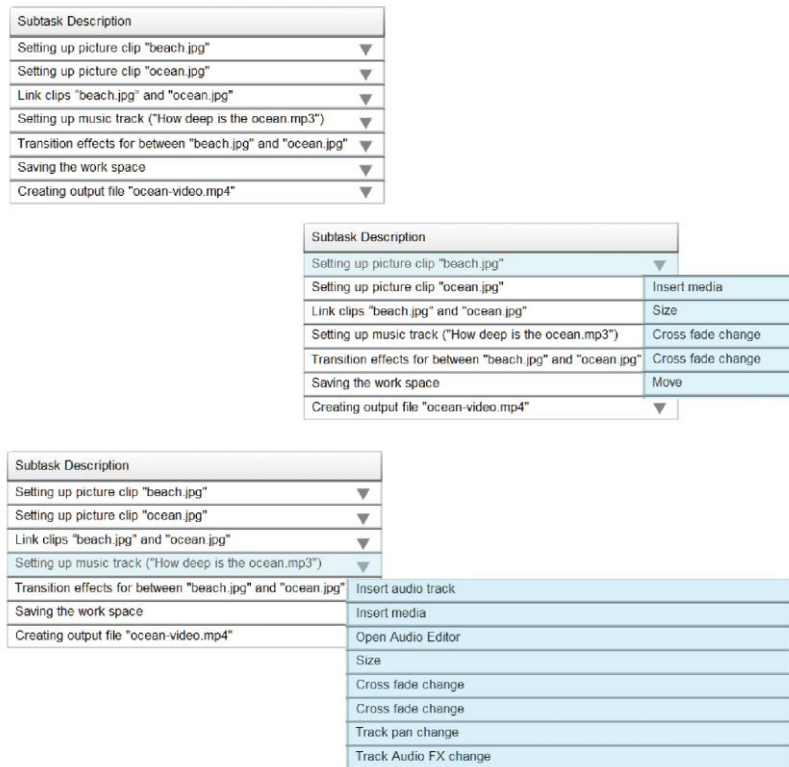 Subtask Description
Setting up picture clip "beach.jpg"
Setting up picture clip "ocean.jpg"
Link clips "beach.jpg" and "ocean.jpg"
Setting up music track ("How deep is the ocean.mp3")
Transition effects for between "beach.jpg" and "ocean.jpg"
Saving the work space
Creating output file "ocean-video.mp4"
Subtask Description
Setting up picture clip "beach.jpg"
Setting up picture clip "ocean.jpg" Insert media
Link clips "beach.jpg" and "ocean.jpg" Size
Setting up music track ("How deep is the ocean.mp3") Cross fade change
Transition effects for between "beach.jpg" and "ocean.jpg" Cross fade change
Saving the work space Move
Creating output file "ocean-video.mp4"
Subtask Description
Setting up picture clip "beach.jpg"
Setting up picture clip "ocean.jpg"
Link clips "beach.jpg" and "ocean.jpg"
Setting up music track ("How deep is the ocean.mp3")
Transition effects for between "beach.jpg" and "ocean.jpg" Insert audio track
Saving the work space Insert media
Creating output file "ocean-video.mp4" Open Audio Editor
Size
Cross fade change
Cross fade change
Track pan change
Track Audio FX change